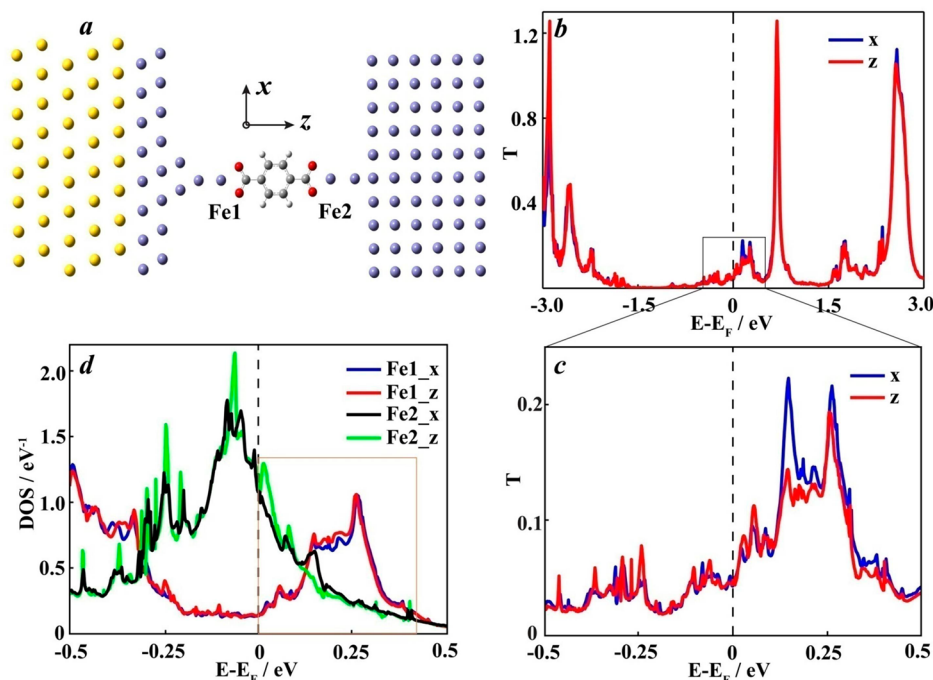 a
x
z
Fe1
Fe2
b
x
z
T
1.2
0.8
0.4
-3.0
-1.5
0
1.5
3.0
E-E_F / eV
d
Fe1_x
Fe1_z
Fe2_x
Fe2_z
DOS / eV⁻¹
2.0
1.5
1.0
0.5
0
-0.5
-0.25
0
0.25
0.5
E-E_F / eV
c
x
z
T
0.2
0.1
0
-0.5
-0.25
0
0.25
0.5
E-E_F / eV